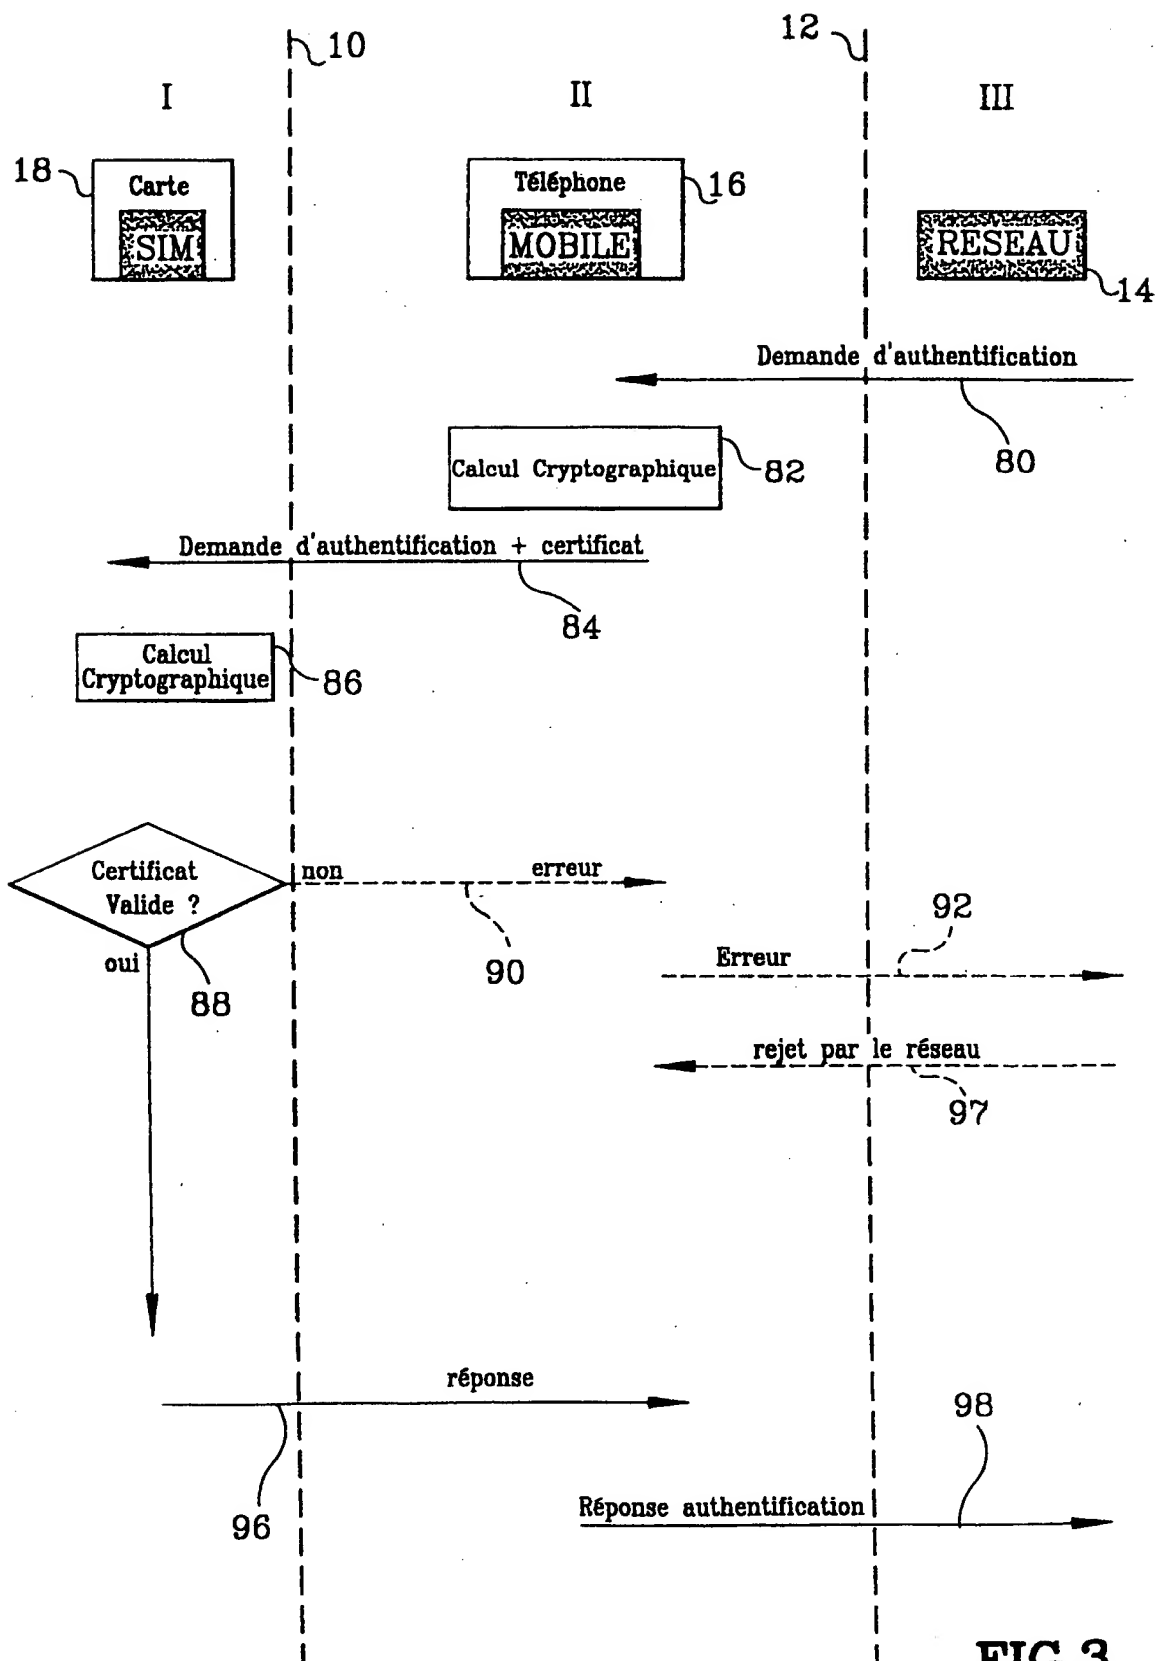 10
12
I
II
III
18
Carte
SIM
Téléphone
MOBILE
16
RESEAU
14
Demande d'authentification
80
Calcul Cryptographique
82
Demande d'authentification + certificat
84
Calcul
Cryptographique
86
Certificat
Valide ?
non
erreur
oui
88
90
92
Erreur
rejet par le réseau
97
réponse
96
98
Réponse authentification
FIG.3